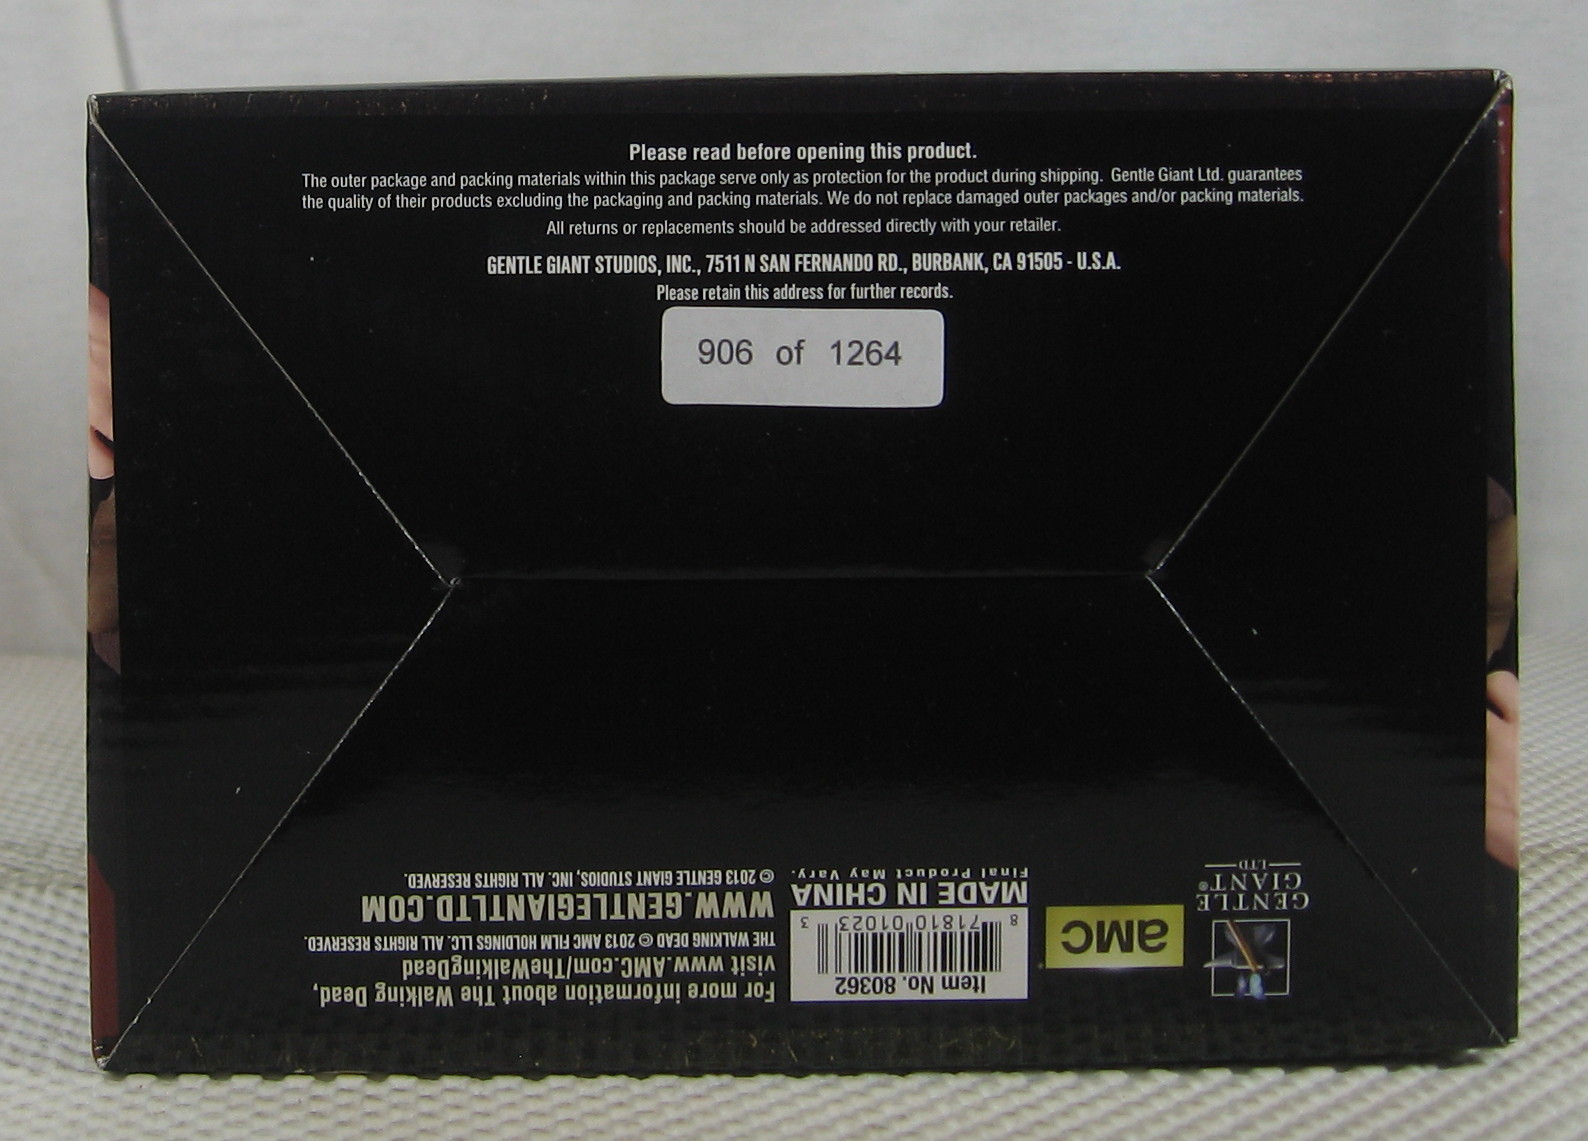 Please read before opening this product.
The outer package and packing materials within this package serve only as protection for the product during shipping. Gentle Giant Ltd. guarantees
the quality of their products excluding the packaging and packing materials. We do not replace damaged outer packages and/or packing materials.
All returns or replacements should be addressed directly with your retailer.
GENTLE GIANT STUDIOS, INC., 7511 N SAN FERNANDO RD., BURBANK, CA 91505 - U.S.A.
Please retain this address for further records.
906 of 1264
GENTLE
GIANT®
LTD
amc
Item No. 80362
8 71810 01023 3
MADE IN CHINA
Final Product May Vary.
For more information about The Walking Dead,
visit www.AMC.com/TheWalkingDead
THE WALKING DEAD © 2013 AMC FILM HOLDINGS LLC. ALL RIGHTS RESERVED.
WWW.GENTLEGIANTLTD.COM
© 2013 GENTLE GIANT STUDIOS, INC. ALL RIGHTS RESERVED.